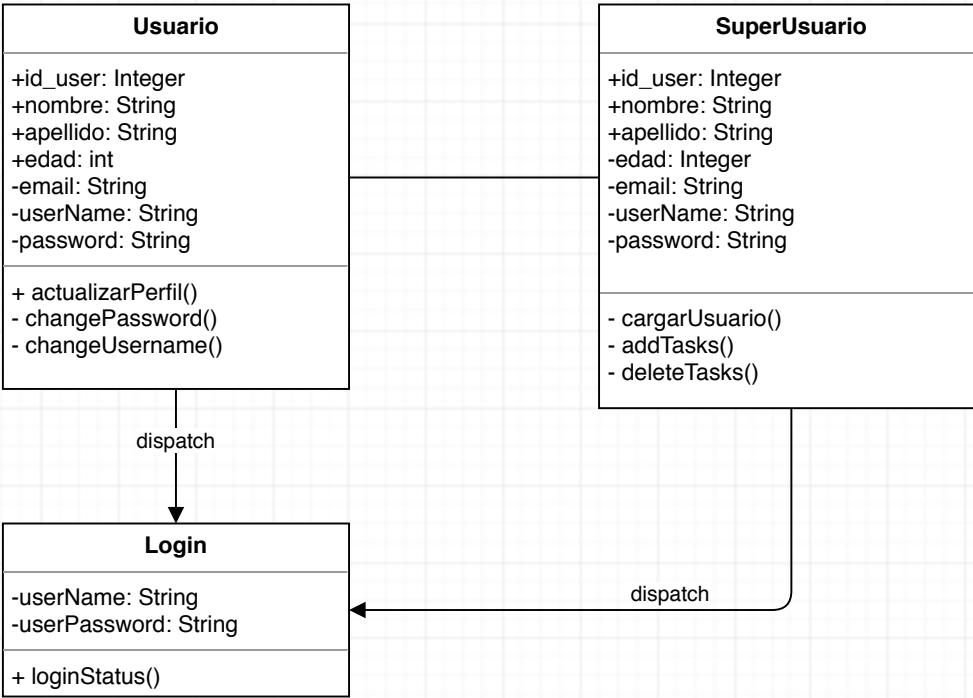 Usuario
+id_user: Integer
+nombre: String
+apellido: String
+edad: int
-email: String
-userName: String
-password: String
+ actualizarPerfil()
- changePassword()
- changeUsername()
SuperUsuario
+id_user: Integer
+nombre: String
+apellido: String
-edad: Integer
-email: String
-userName: String
-password: String
- cargarUsuario()
- addTasks()
- deleteTasks()
dispatch
dispatch
Login
-userName: String
-userPassword: String
+ loginStatus()